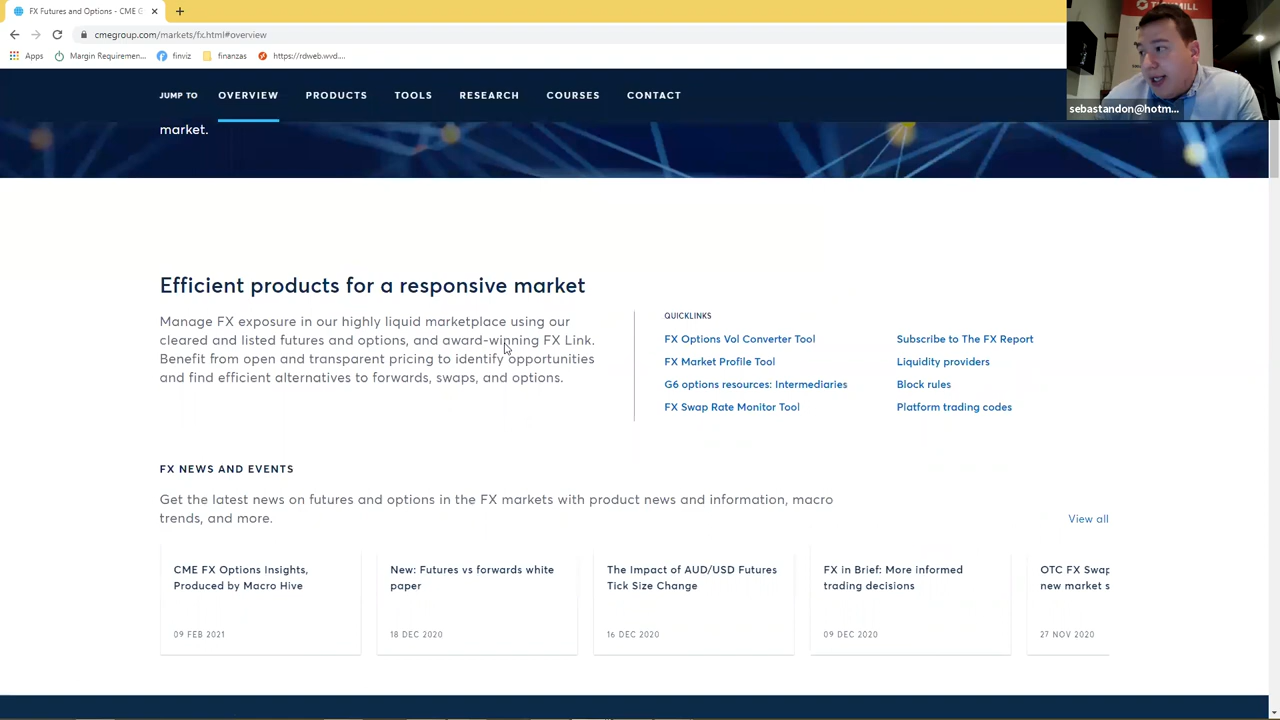 FX Futures and Options - CME G
cmegroup.com/markets/fx.html#overview
Apps
Margin Requiremen...
finviz
finanzas
https://rdweb.wvd....
TICKMILL
sebastandon@hotm...
JUMP TO
OVERVIEW
PRODUCTS
TOOLS
RESEARCH
COURSES
CONTACT
market.
Efficient products for a responsive market
Manage FX exposure in our highly liquid marketplace using our
cleared and listed futures and options, and award-winning FX Link.
Benefit from open and transparent pricing to identify opportunities
and find efficient alternatives to forwards, swaps, and options.
QUICKLINKS
FX Options Vol Converter Tool
FX Market Profile Tool
G6 options resources: Intermediaries
FX Swap Rate Monitor Tool
Subscribe to The FX Report
Liquidity providers
Block rules
Platform trading codes
FX NEWS AND EVENTS
Get the latest news on futures and options in the FX markets with product news and information, macro
trends, and more.
View all
CME FX Options Insights,
Produced by Macro Hive
09 FEB 2021
New: Futures vs forwards white
paper
18 DEC 2020
The Impact of AUD/USD Futures
Tick Size Change
16 DEC 2020
FX in Brief: More informed
trading decisions
09 DEC 2020
OTC FX Swap
new market s
27 NOV 2020